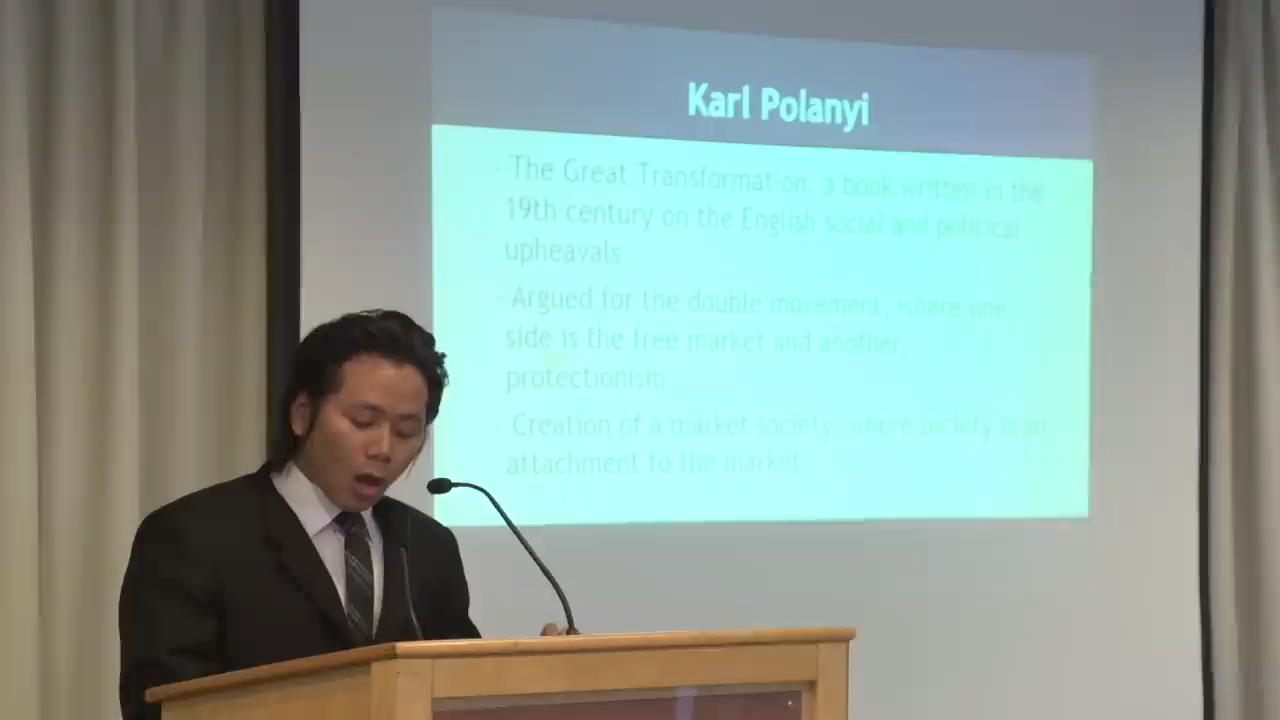 Karl Polanyi
- The Great Transformation, a book written in the
19th century on the English social and political
upheavals
- Argued for the double movement, where one
side is the free market and another,
protectionism
- Creation of a market society, where society is an
attachment to the market